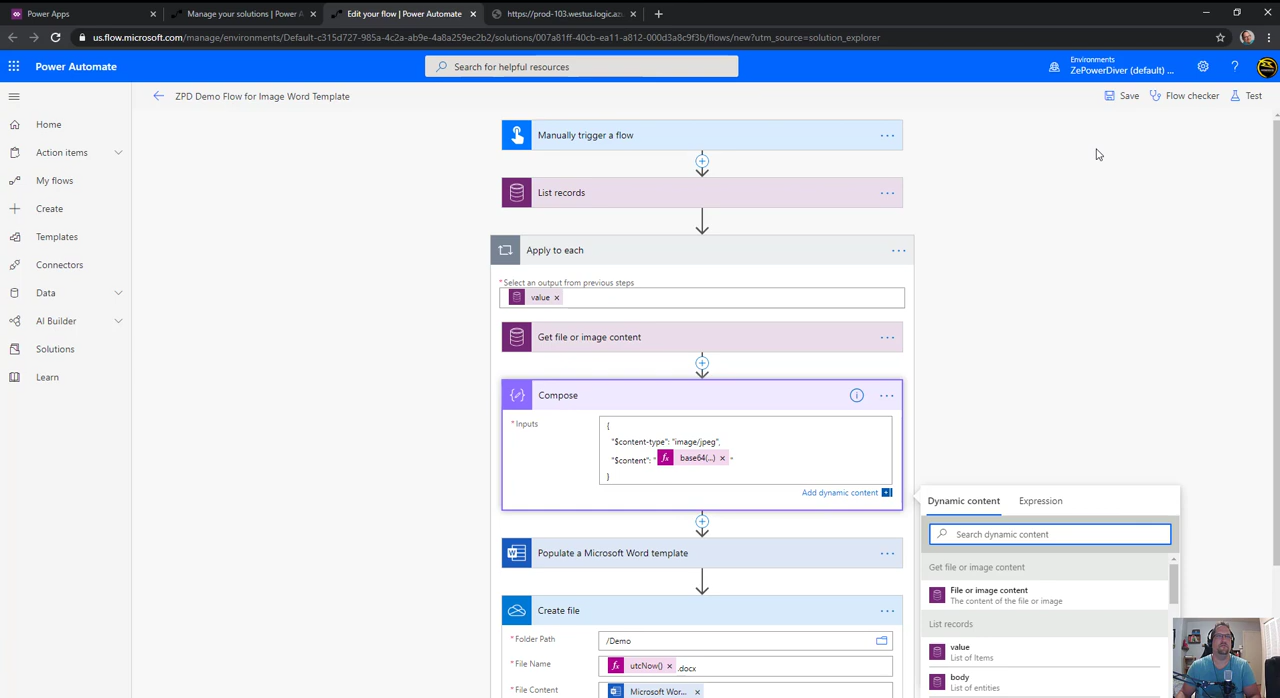 Power Apps
Manage your solutions | Power A
Edit your flow | Power Automate
https://prod-103.westus.logic.az
us.flow.microsoft.com/manage/environments/Default-c315d727-985a-4c2a-ab9e-4a8a259ec2b2/solutions/007a81ff-40cb-ea11-a812-000d3a8c9f3b/flows/new?utm_source=solution_explorer
Power Automate
Search for helpful resources
Environments
ZePowerDiver (default) ...
ZPD Demo Flow for Image Word Template
Save
Flow checker
Test
Home
Action items
My flows
Create
Templates
Connectors
Data
AI Builder
Solutions
Learn
Manually trigger a flow
List records
Apply to each
* Select an output from previous steps
value
Get file or image content
Compose
* Inputs
{
"$content-type": "image/jpeg",
"$content": " fx base64(...) "
}
Add dynamic content
Populate a Microsoft Word template
Create file
* Folder Path
/Demo
* File Name
fx utcNow() .docx
* File Content
Microsoft Wor...
Dynamic content
Expression
Search dynamic content
Get file or image content
File or image content
The content of the file or image
List records
value
List of Items
body
List of entities